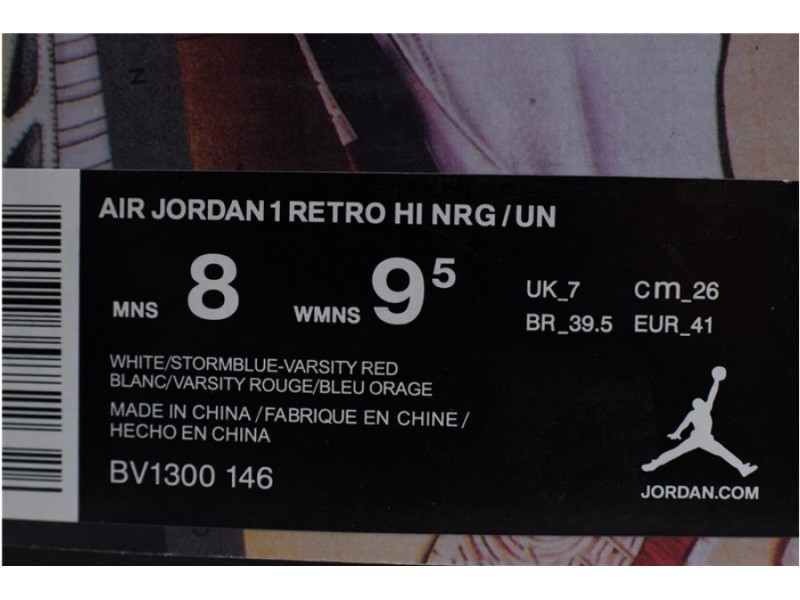 AIR JORDAN 1 RETRO HI NRG / UN
MNS 8 WMNS 9⁵ UK_7 cm_26
BR_39.5 EUR_41
WHITE/STORMBLUE-VARSITY RED
BLANC/VARSITY ROUGE/BLEU ORAGE
MADE IN CHINA / FABRIQUE EN CHINE /
HECHO EN CHINA
BV1300 146
JORDAN.COM